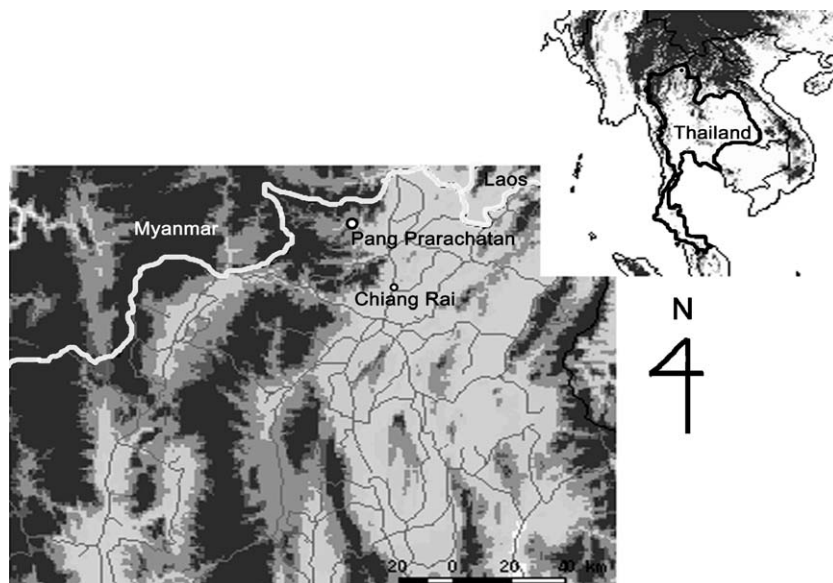 Thailand
Laos
Myanmar
Pang Prarachatan
Chiang Rai
N
20 0 20 40 km